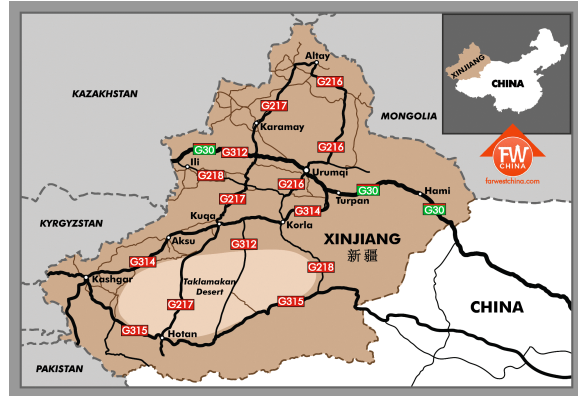 Altay
G216
KAZAKHSTAN
XINJIANG
CHINA
G217
MONGOLIA
Karamay
G30
G312
G216
FW
CHINA
farwestchina.com
Ili
G218
Urumqi
G216
G30
Hami
G217
Turpan
G30
G314
Kuqa
Korla
KYRGYZSTAN
Aksu
G312
XINJIANG
新疆
G314
G218
Kashgar
Taklamakan
Desert
G217
G315
CHINA
G315
Hotan
PAKISTAN